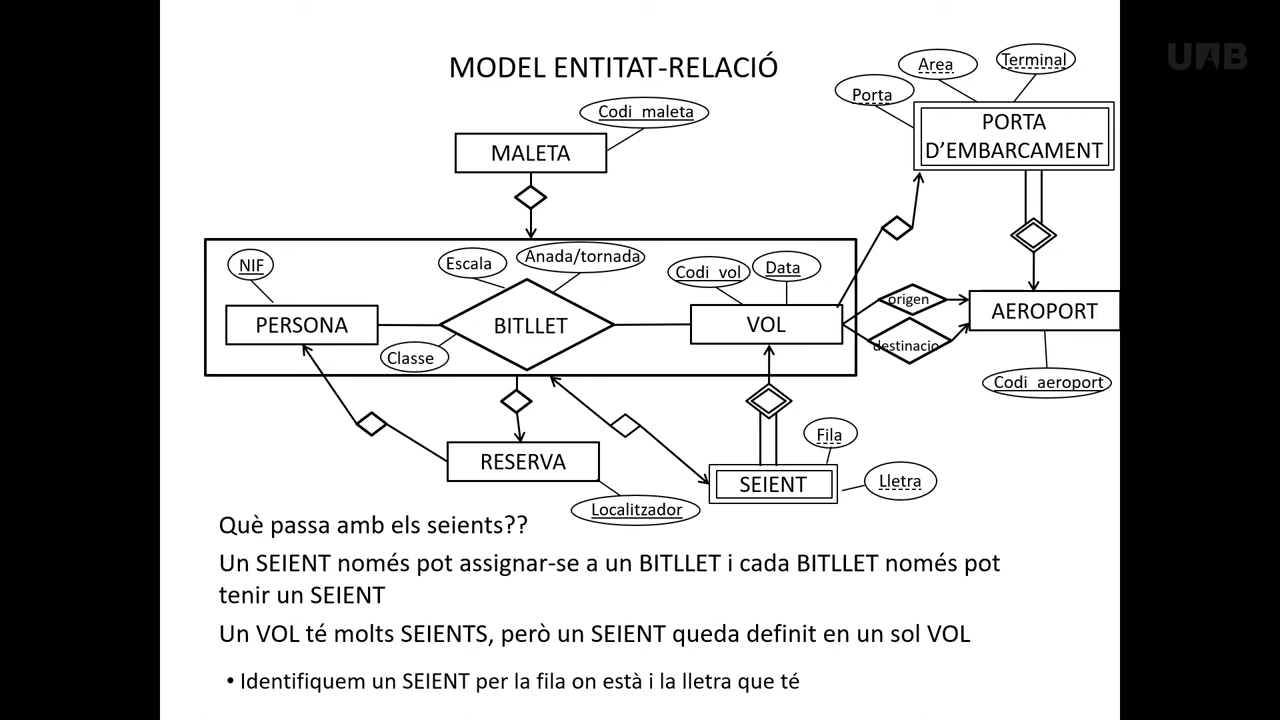 UAB
MODEL ENTITAT-RELACIÓ
Area
Terminal
Porta
Codi_maleta
PORTA
D’EMBARCAMENT
MALETA
NIF
Escala
Anada/tornada
Codi_vol
Data
PERSONA
BITLLET
VOL
origen
AEROPORT
Classe
destinacio
Codi_aeroport
Fila
RESERVA
SEIENT
Lletra
Localitzador
Què passa amb els seients??
Un SEIENT només pot assignar-se a un BITLLET i cada BITLLET només pot
tenir un SEIENT
Un VOL té molts SEIENTS, però un SEIENT queda definit en un sol VOL
• Identifiquem un SEIENT per la fila on està i la lletra que té